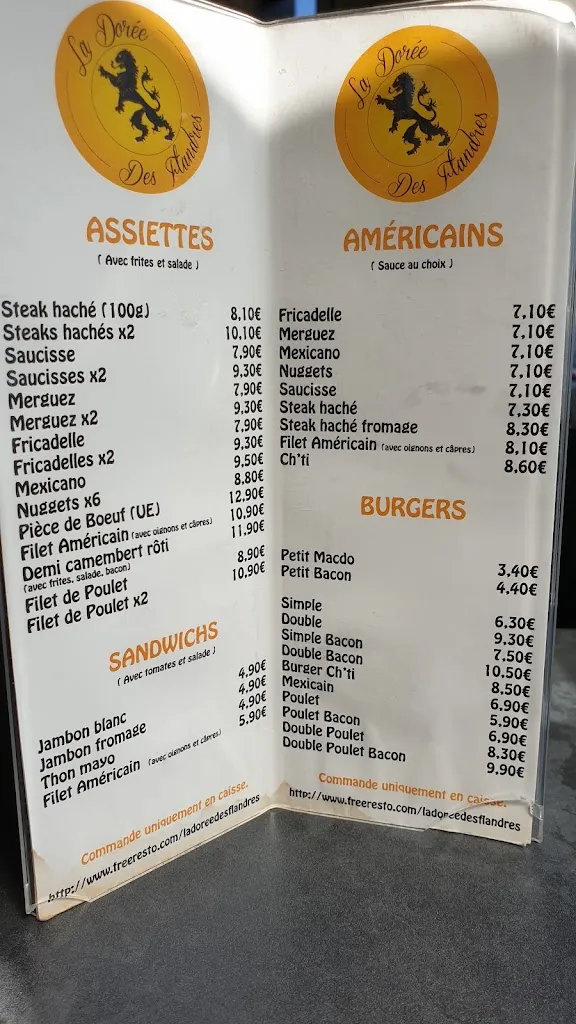 La Dorée
Des Flandres
ASSIETTES
( Avec frites et salade )
Steak haché (100g) 8,10€
Steaks hachés x2 10,10€
Saucisse 7,90€
Saucisses x2 9,30€
Merguez 7,90€
Merguez x2 9,30€
Fricadelle 7,90€
Fricadelles x2 9,30€
Mexicano 9,50€
Nuggets x6 8,80€
Pièce de Boeuf (UE) 12,90€
Filet Américain (avec oignons et câpres) 10,90€
Demi camembert rôti 11,90€
(avec frites, salade, bacon)
Filet de Poulet 8,90€
Filet de Poulet x2 10,90€
SANDWICHS
( Avec tomates et salade )
Jambon blanc 4,90€
Jambon fromage 4,90€
Thon mayo 4,90€
Filet Américain (avec oignons et câpres) 5,90€
Commande uniquement en caisse.
http://www.freeresto.com/ladoreedesflandres
La Dorée
Des Flandres
AMÉRICAINS
( Sauce au choix )
Fricadelle 7,10€
Merguez 7,10€
Mexicano 7,10€
Nuggets 7,10€
Saucisse 7,10€
Steak haché 7,30€
Steak haché fromage 8,30€
Filet Américain (avec oignons et câpres) 8,10€
Ch'ti 8,60€
BURGERS
Petit Macdo 3,40€
Petit Bacon 4,40€
Simple 6,30€
Double 9,30€
Simple Bacon 7,50€
Double Bacon 10,50€
Burger Ch'ti 8,50€
Mexicain 6,90€
Poulet 5,90€
Poulet Bacon 6,90€
Double Poulet 8,30€
Double Poulet Bacon 9,90€
Commande uniquement en caisse.
http://www.freeresto.com/ladoreedesflandres